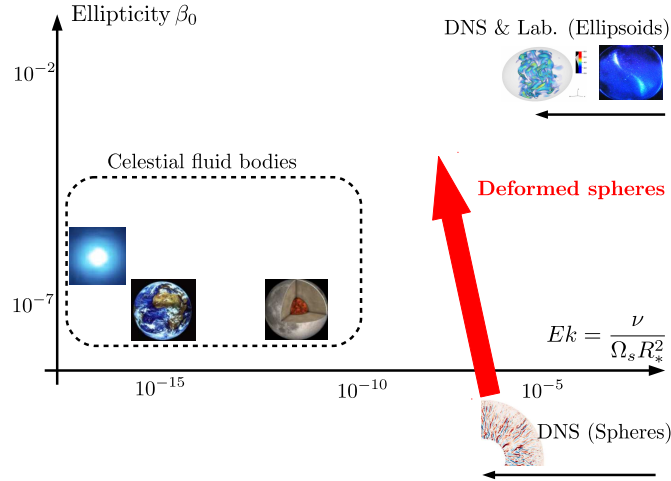 Ellipticity β₀
DNS & Lab. (Ellipsoids)
10⁻²
Celestial fluid bodies
Deformed spheres
10⁻⁷
Ek = ν / Ω_s R_*²
10⁻¹⁵
10⁻¹⁰
10⁻⁵
DNS (Spheres)